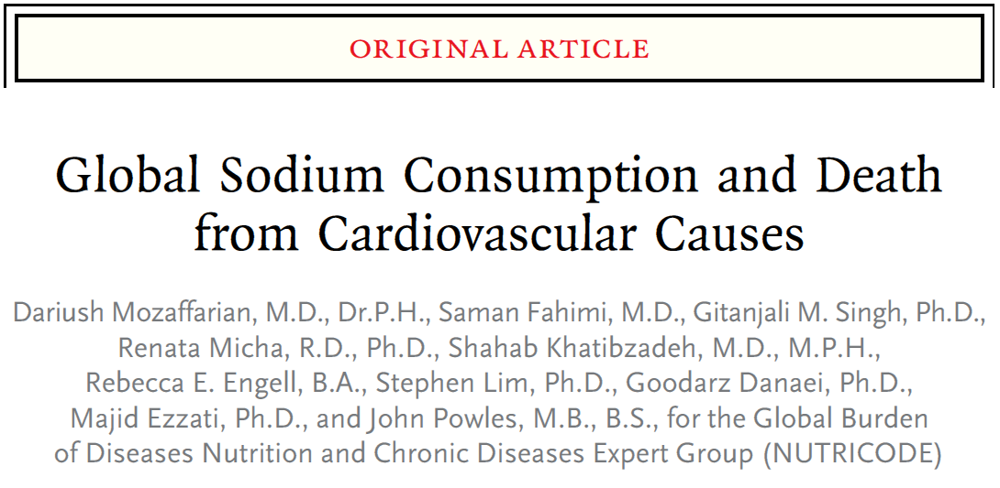 ORIGINAL ARTICLE
Global Sodium Consumption and Death
from Cardiovascular Causes
Dariush Mozaffarian, M.D., Dr.P.H., Saman Fahimi, M.D., Gitanjali M. Singh, Ph.D.,
Renata Micha, R.D., Ph.D., Shahab Khatibzadeh, M.D., M.P.H.,
Rebecca E. Engell, B.A., Stephen Lim, Ph.D., Goodarz Danaei, Ph.D.,
Majid Ezzati, Ph.D., and John Powles, M.B., B.S., for the Global Burden
of Diseases Nutrition and Chronic Diseases Expert Group (NUTRICODE)